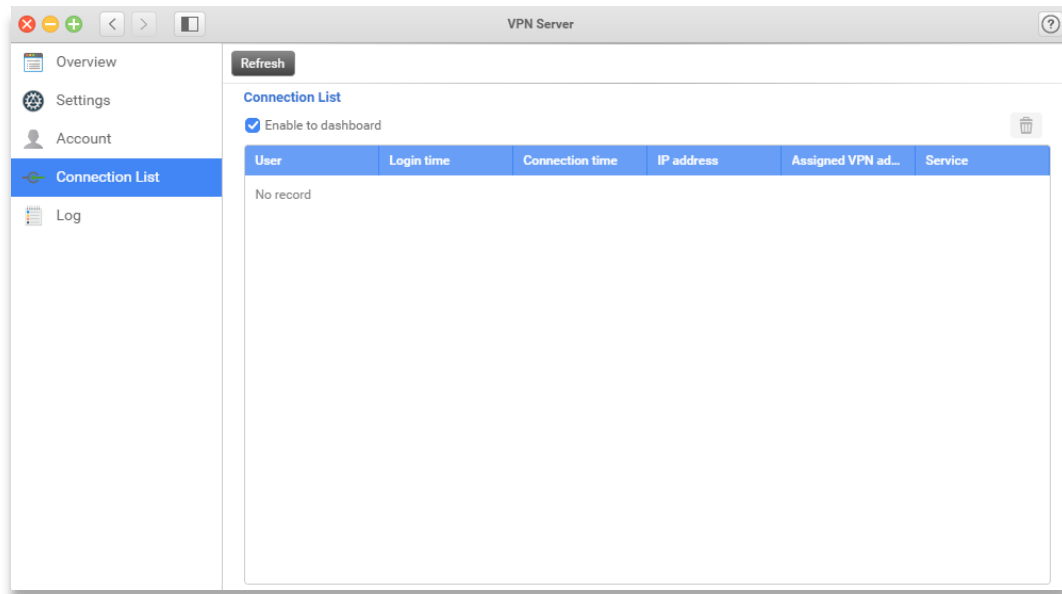 VPN Server
?
Overview
Settings
Account
Connection List
Log
Refresh
Connection List
Enable to dashboard
User Login time Connection time IP address Assigned VPN ad... Service
No record